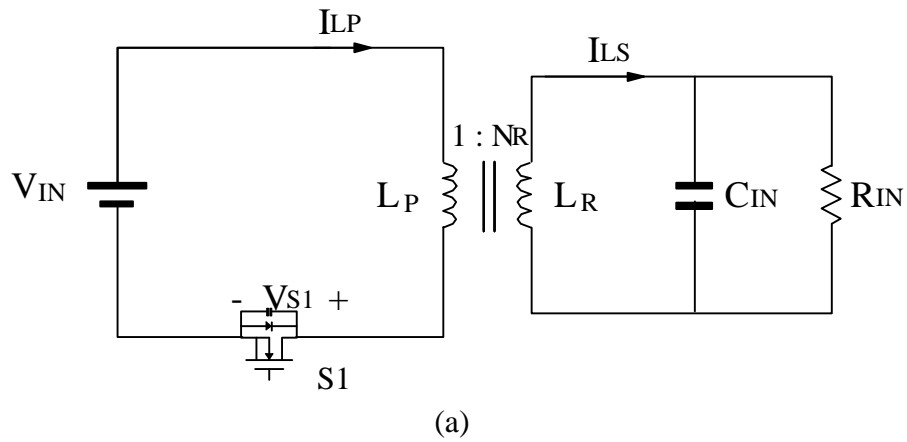 ILP
ILS
1 : NR
VIN
LP
LR
CIN
RIN
- VS1 +
S1
(a)